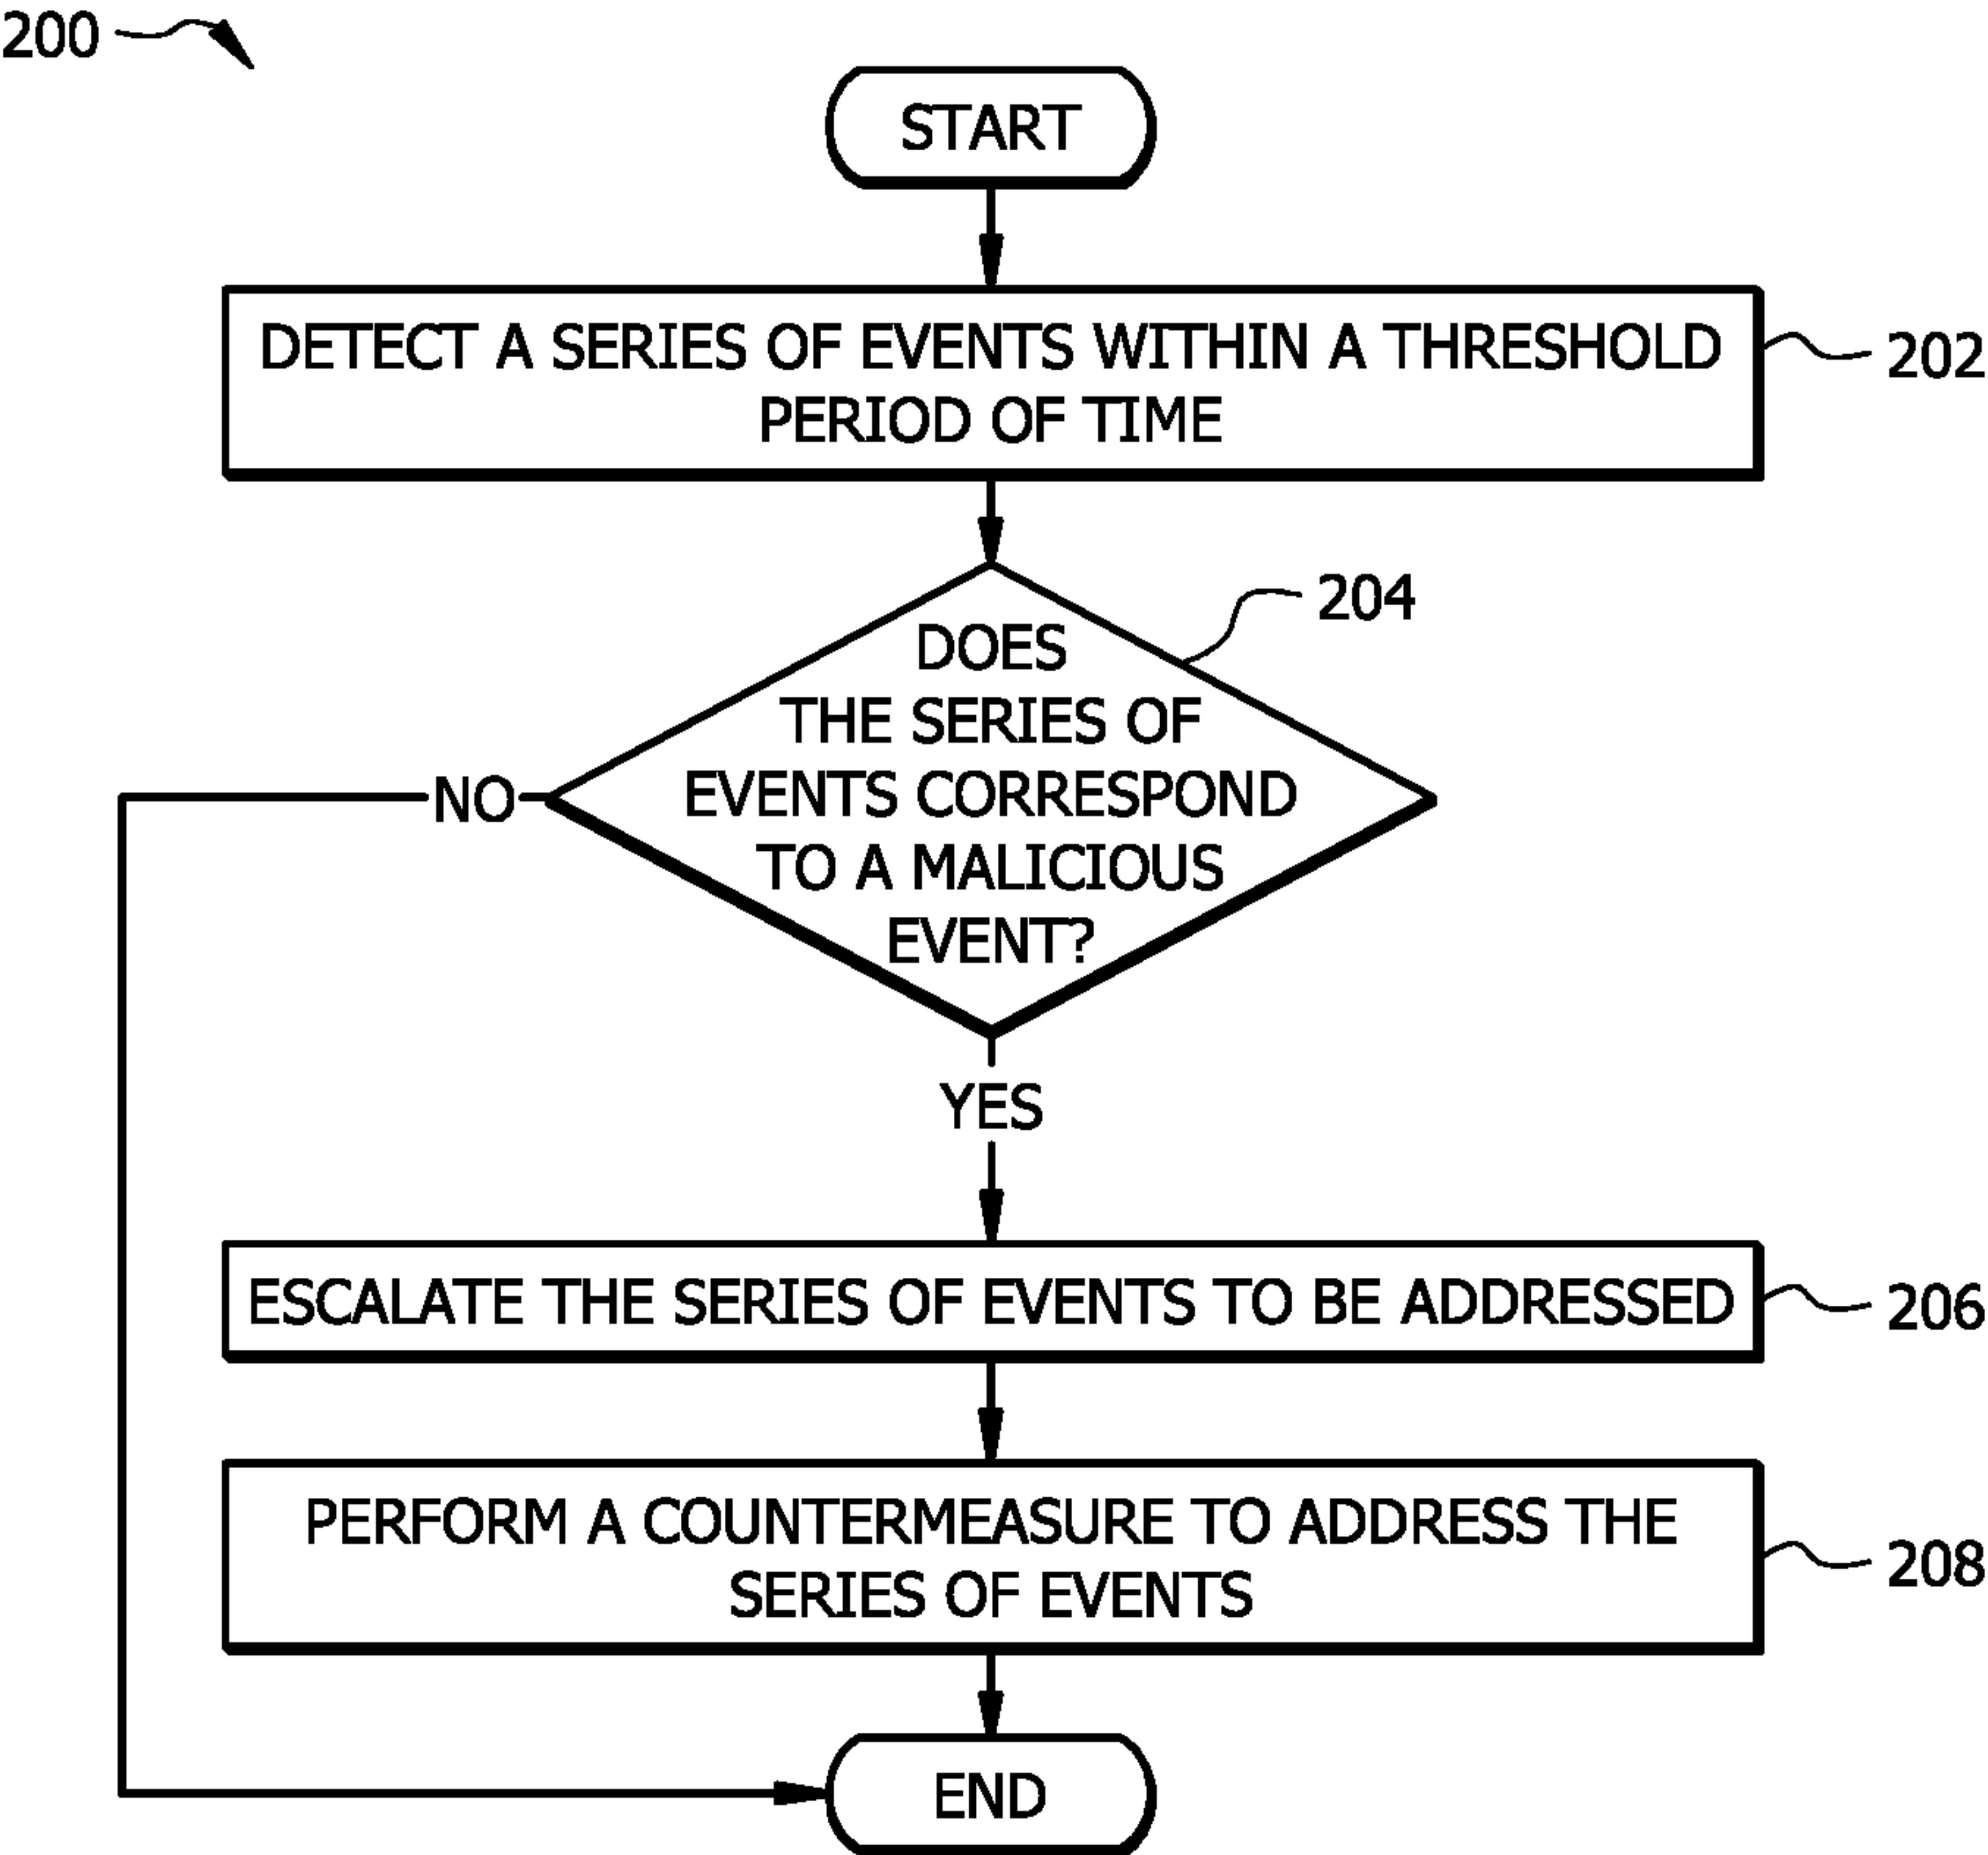 200
START
DETECT A SERIES OF EVENTS WITHIN A THRESHOLD
PERIOD OF TIME
202
204
DOES
THE SERIES OF
EVENTS CORRESPOND
TO A MALICIOUS
EVENT?
NO
YES
ESCALATE THE SERIES OF EVENTS TO BE ADDRESSED
206
PERFORM A COUNTERMEASURE TO ADDRESS THE
SERIES OF EVENTS
208
END